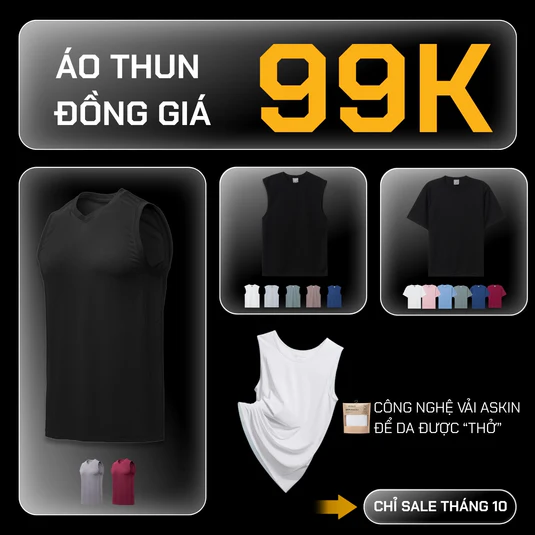 ÁO THUN
ĐỒNG GIÁ
99K
CÔNG NGHỆ VẢI ASKIN
ĐỂ DA ĐƯỢC “THỞ”
CHỈ SALE THÁNG 10